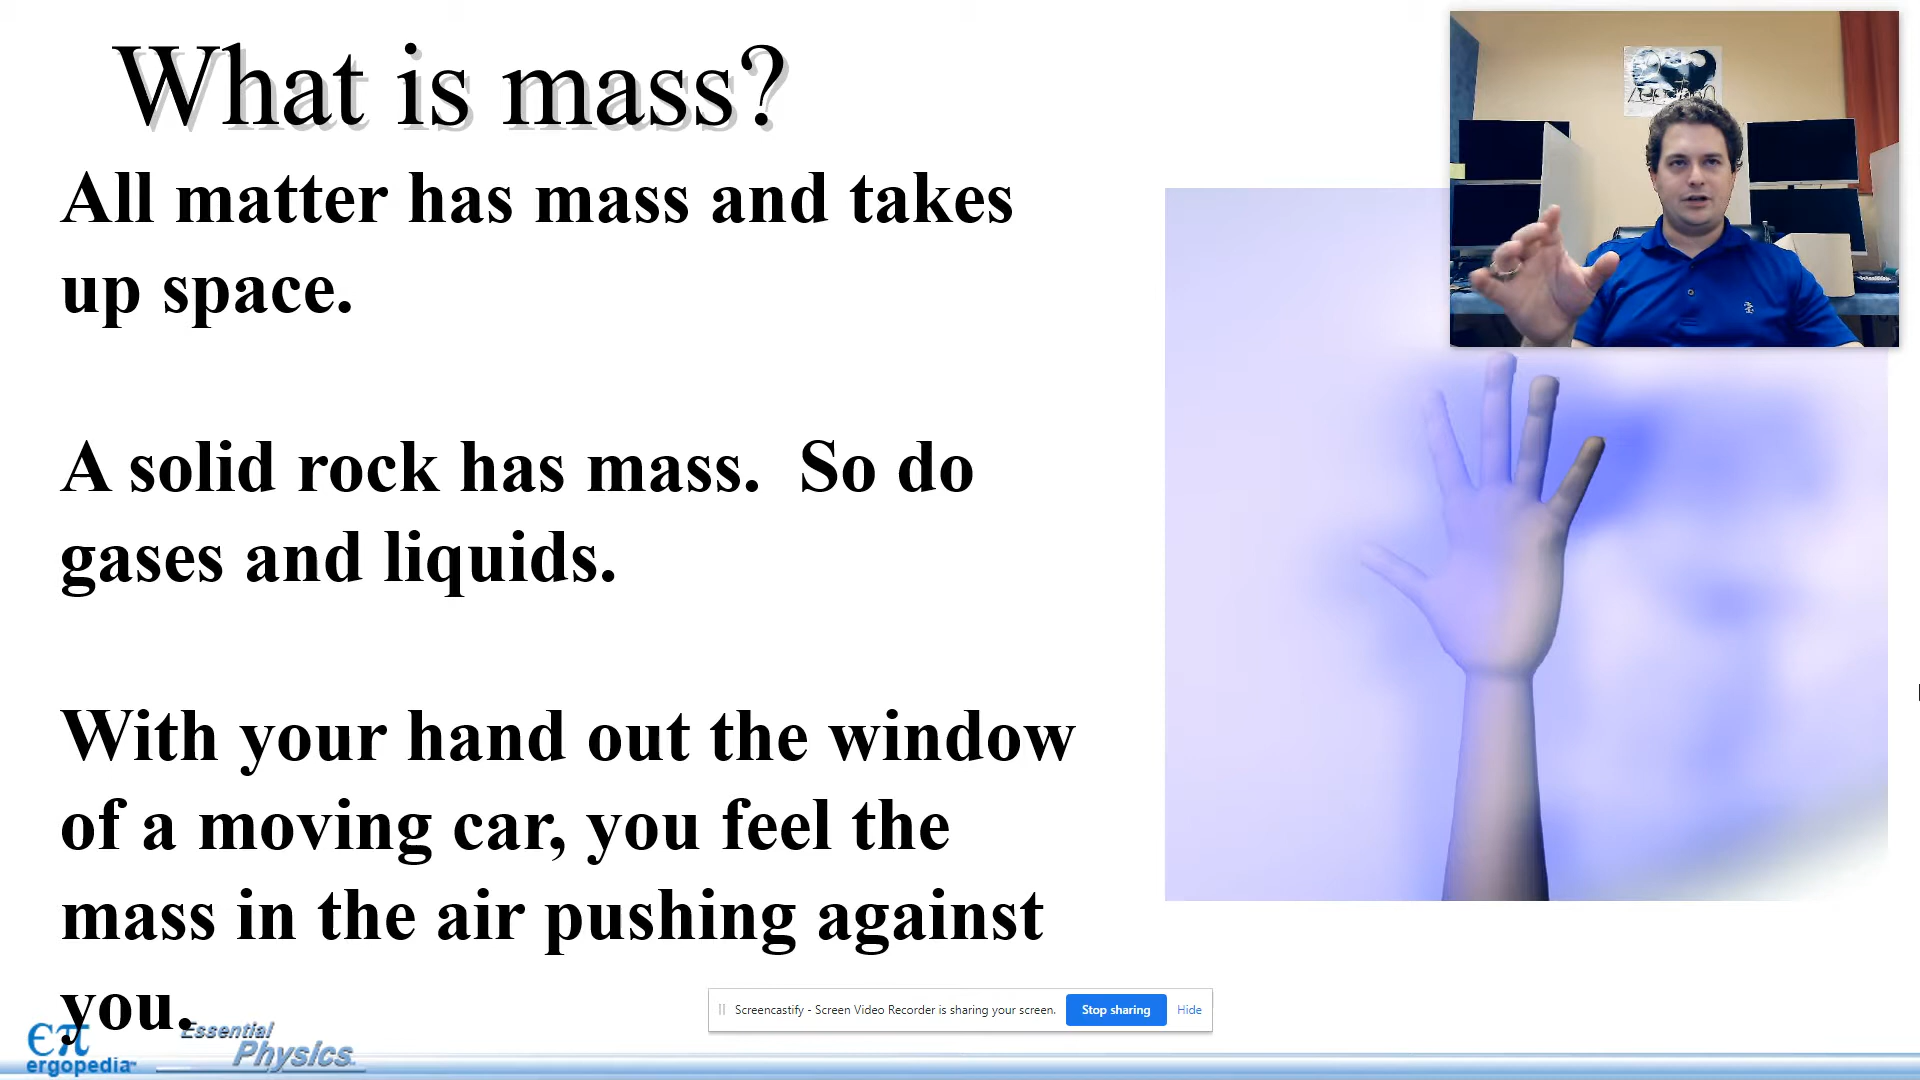 What is mass?
All matter has mass and takes
up space.
A solid rock has mass. So do
gases and liquids.
With your hand out the window
of a moving car, you feel the
mass in the air pushing against
you.
Screencastify - Screen Video Recorder is sharing your screen.
Stop sharing
Hide
επ
ergopedia™
Essential
Physics